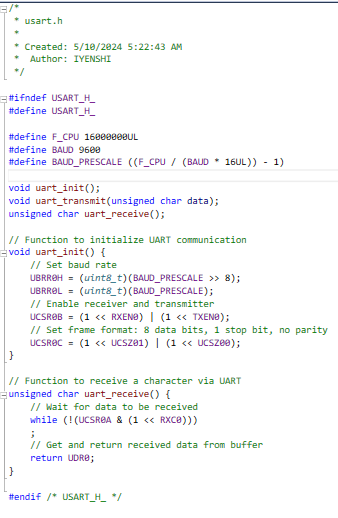 /*
 * usart.h
 *
 * Created: 5/10/2024 5:22:43 AM
 *  Author: IYENSHI
 */

#ifndef USART_H_
#define USART_H_

#define F_CPU 16000000UL
#define BAUD 9600
#define BAUD_PRESCALE ((F_CPU / (BAUD * 16UL)) - 1)

void uart_init();
void uart_transmit(unsigned char data);
unsigned char uart_receive();

// Function to initialize UART communication
void uart_init() {
    // Set baud rate
    UBRR0H = (uint8_t)(BAUD_PRESCALE >> 8);
    UBRR0L = (uint8_t)(BAUD_PRESCALE);
    // Enable receiver and transmitter
    UCSR0B = (1 << RXEN0) | (1 << TXEN0);
    // Set frame format: 8 data bits, 1 stop bit, no parity
    UCSR0C = (1 << UCSZ01) | (1 << UCSZ00);
}

// Function to receive a character via UART
unsigned char uart_receive() {
    // Wait for data to be received
    while (!(UCSR0A & (1 << RXC0)))
    ;
    // Get and return received data from buffer
    return UDR0;
}

#endif /* USART_H_ */